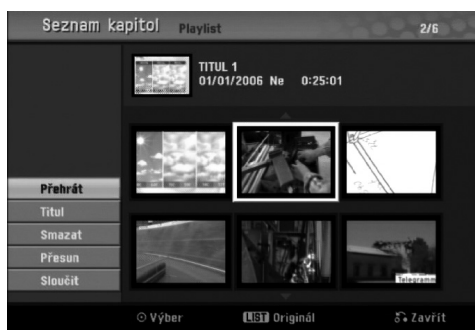 Seznam kapitol Playlist 2/6
TITUL 1
01/01/2006 Ne 0:25:01
Přehrát
Titul
Smazat
Přesun
Sloučit
Telegramm
Výber LIST Originál Zavřít